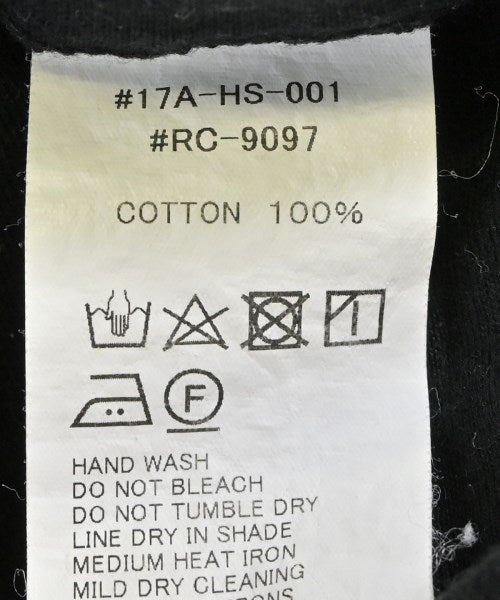 #17A-HS-001
#RC-9097
COTTON 100%
F
HAND WASH
DO NOT BLEACH
DO NOT TUMBLE DRY
LINE DRY IN SHADE
MEDIUM HEAT IRON
MILD DRY CLEANING